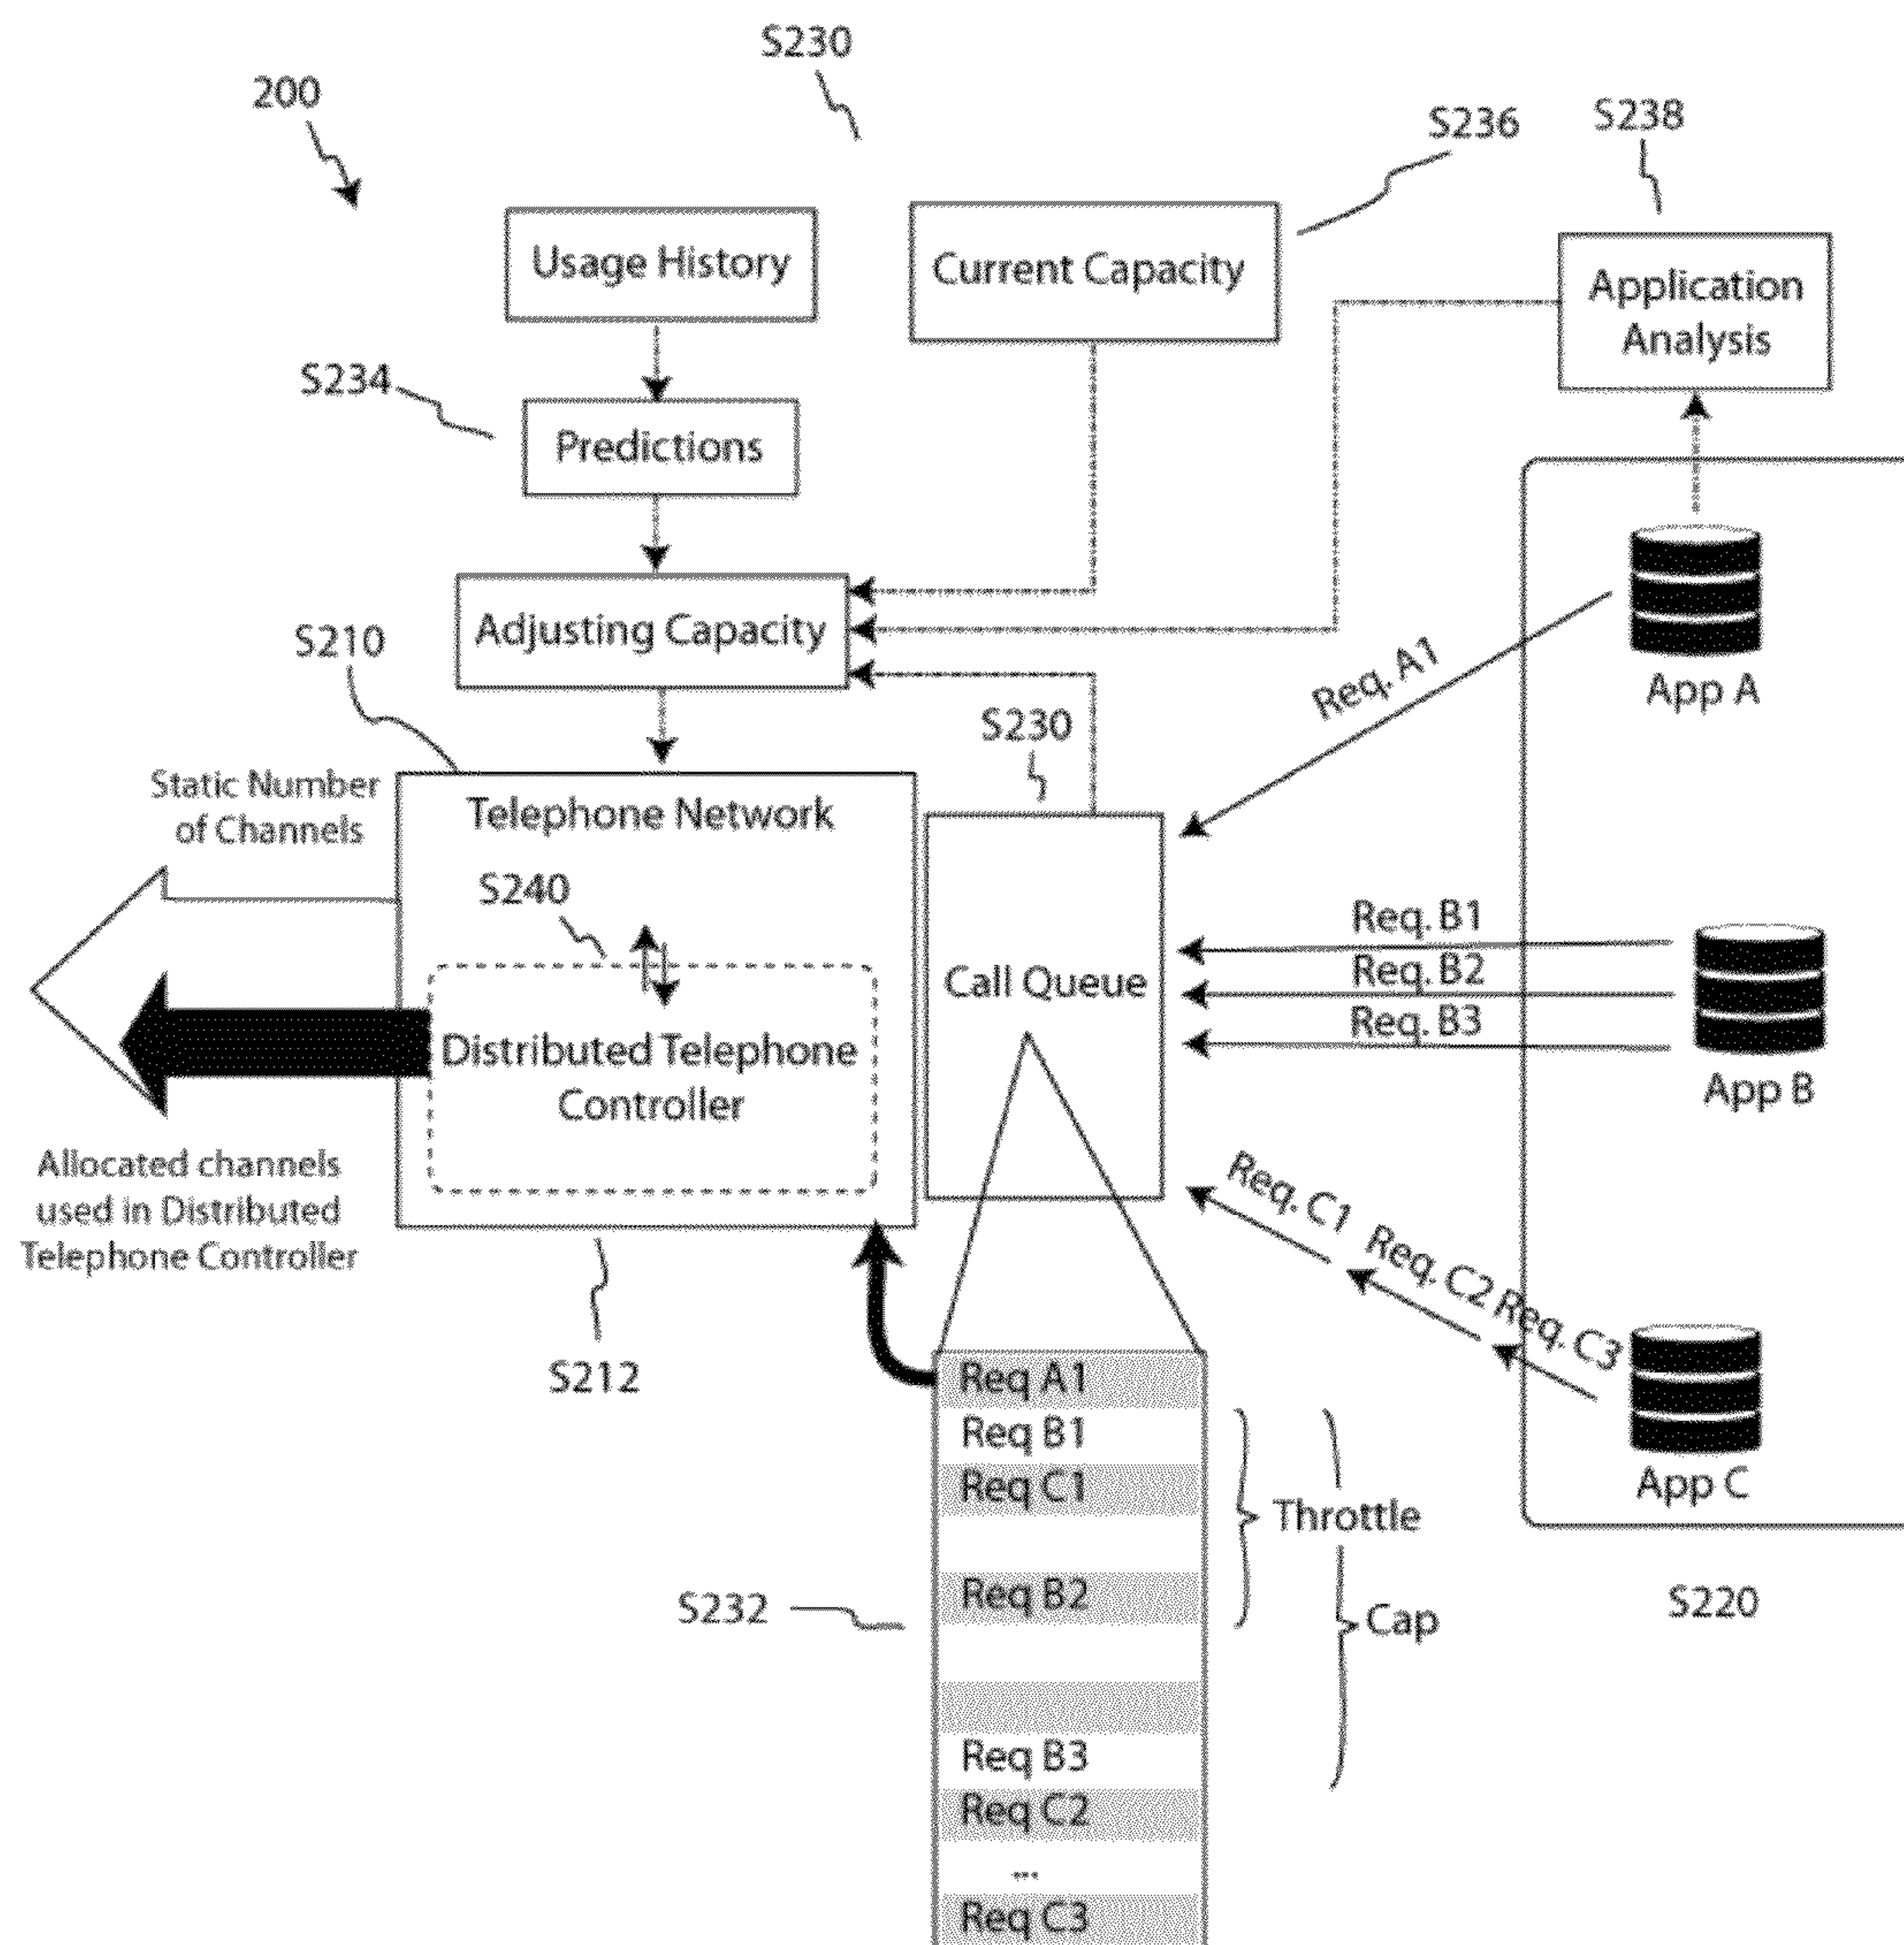 S230
200
S236
S238
Usage History
Current Capacity
Application
Analysis
S234
Predictions
Adjusting Capacity
S210
S230
Req. A1
App A
Static Number
of Channels
Telephone Network
S240
Call Queue
Req. B1
Req. B2
Req. B3
App B
Distributed Telephone
Controller
Allocated channels
used in Distributed
Telephone Controller
Req. C1
Req. C2
Req. C3
App C
S212
Req A1
Req B1
Req C1
Throttle
Req B2
S232
Cap
S220
Req B3
Req C2
...
Req C3